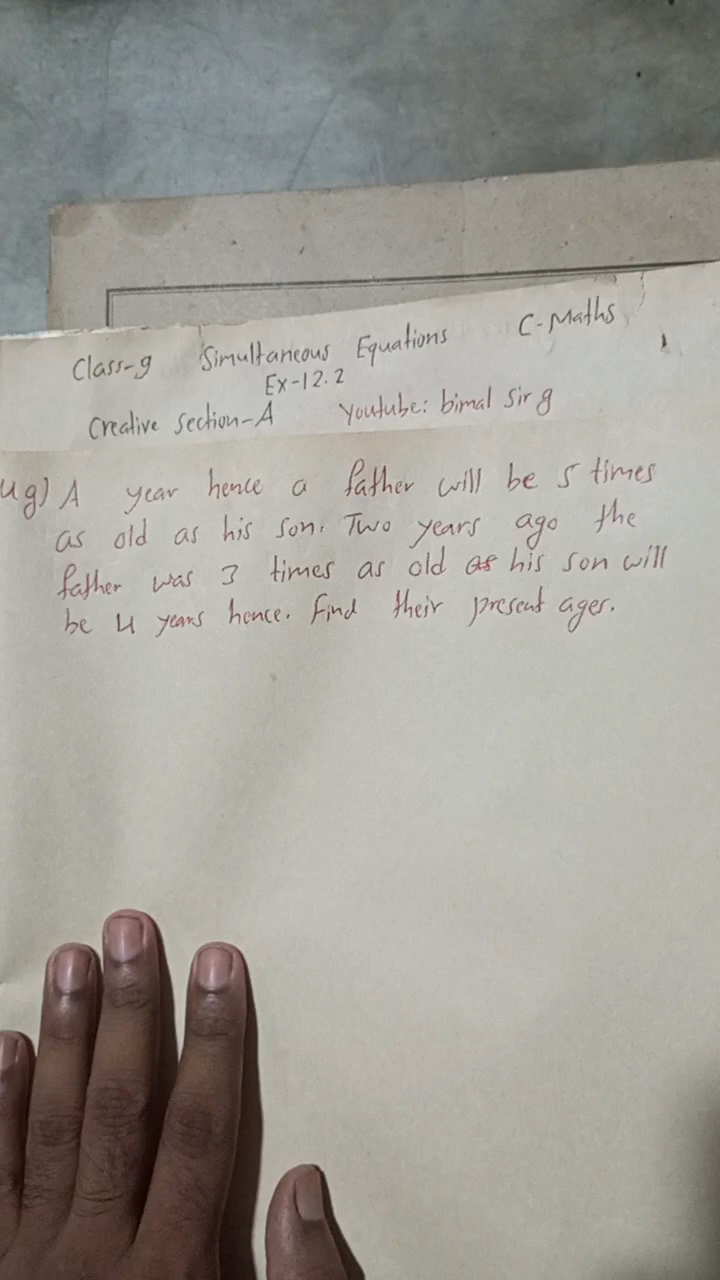 Class-9 Simultaneous Equations C-Maths
Ex-12.2
Creative section-A Youtube: bimal sir 9
4g) A year hence a father will be 5 times
as old as his son. Two years ago the
father was 3 times as old as his son will
be 4 years hence. Find their present ages.